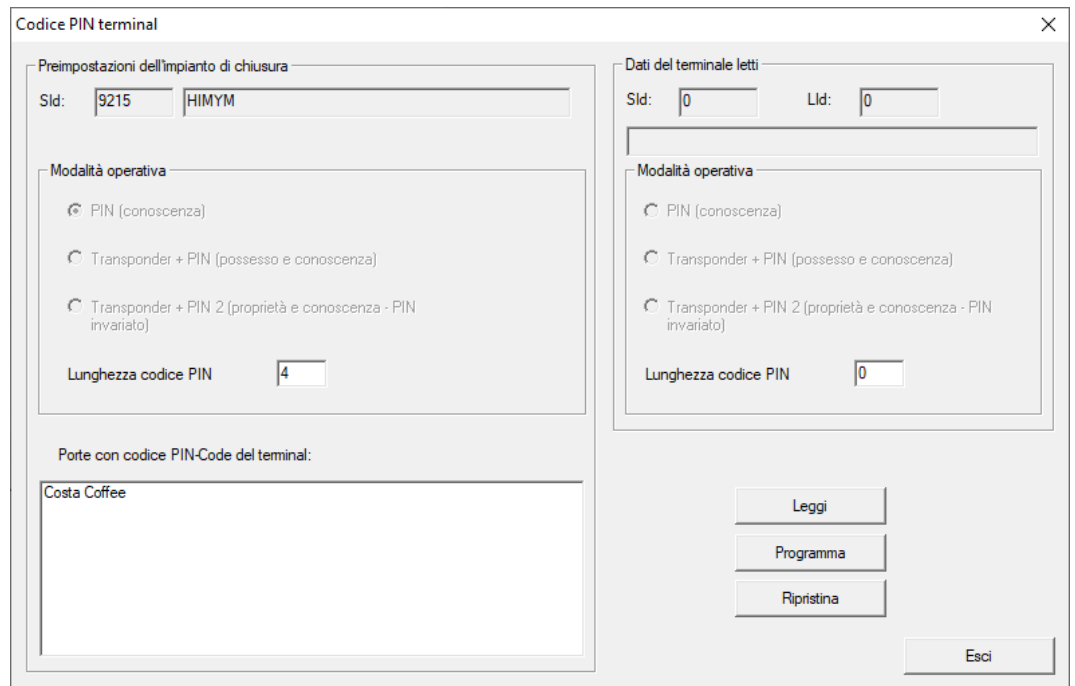 Codice PIN terminal
Preimpostazioni dell'impianto di chiusura
SId:
9215
HIMYM
Modalità operativa
PIN (conoscenza)
Transponder + PIN (possesso e conoscenza)
Transponder + PIN 2 (proprietà e conoscenza - PIN
invariato)
Lunghezza codice PIN
4
Porte con codice PIN-Code del terminal:
Costa Coffee
Dati del terminale letti
SId:
0
LId:
0
Modalità operativa
PIN (conoscenza)
Transponder + PIN (possesso e conoscenza)
Transponder + PIN 2 (proprietà e conoscenza - PIN
invariato)
Lunghezza codice PIN
0
Leggi
Programma
Ripristina
Esci